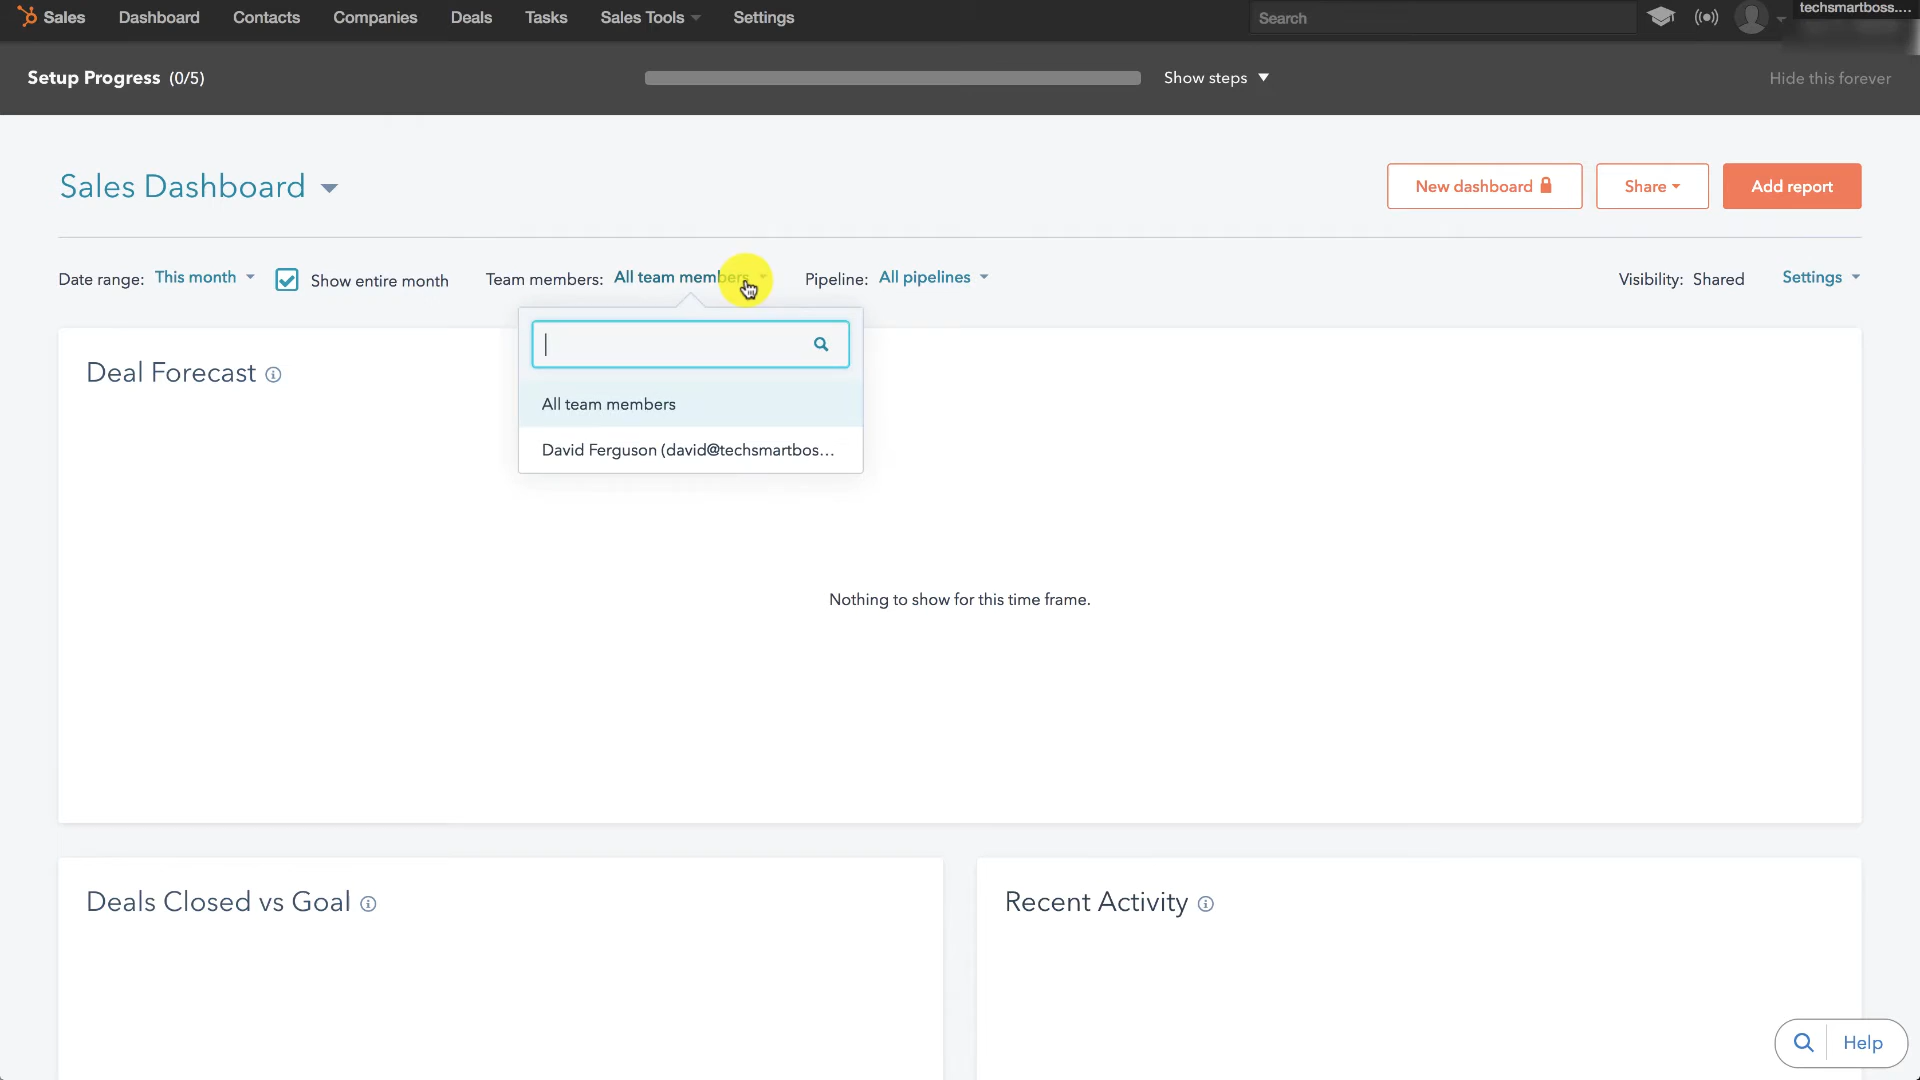 Sales Dashboard Contacts Companies Deals Tasks Sales Tools Settings Search techsmartboss....
Setup Progress (0/5) Show steps Hide this forever
Sales Dashboard New dashboard Share Add report
Date range: This month Show entire month Team members: All team members Pipeline: All pipelines Visibility: Shared Settings
Deal Forecast
All team members
David Ferguson (david@techsmartbos...
Nothing to show for this time frame.
Deals Closed vs Goal Recent Activity
Help